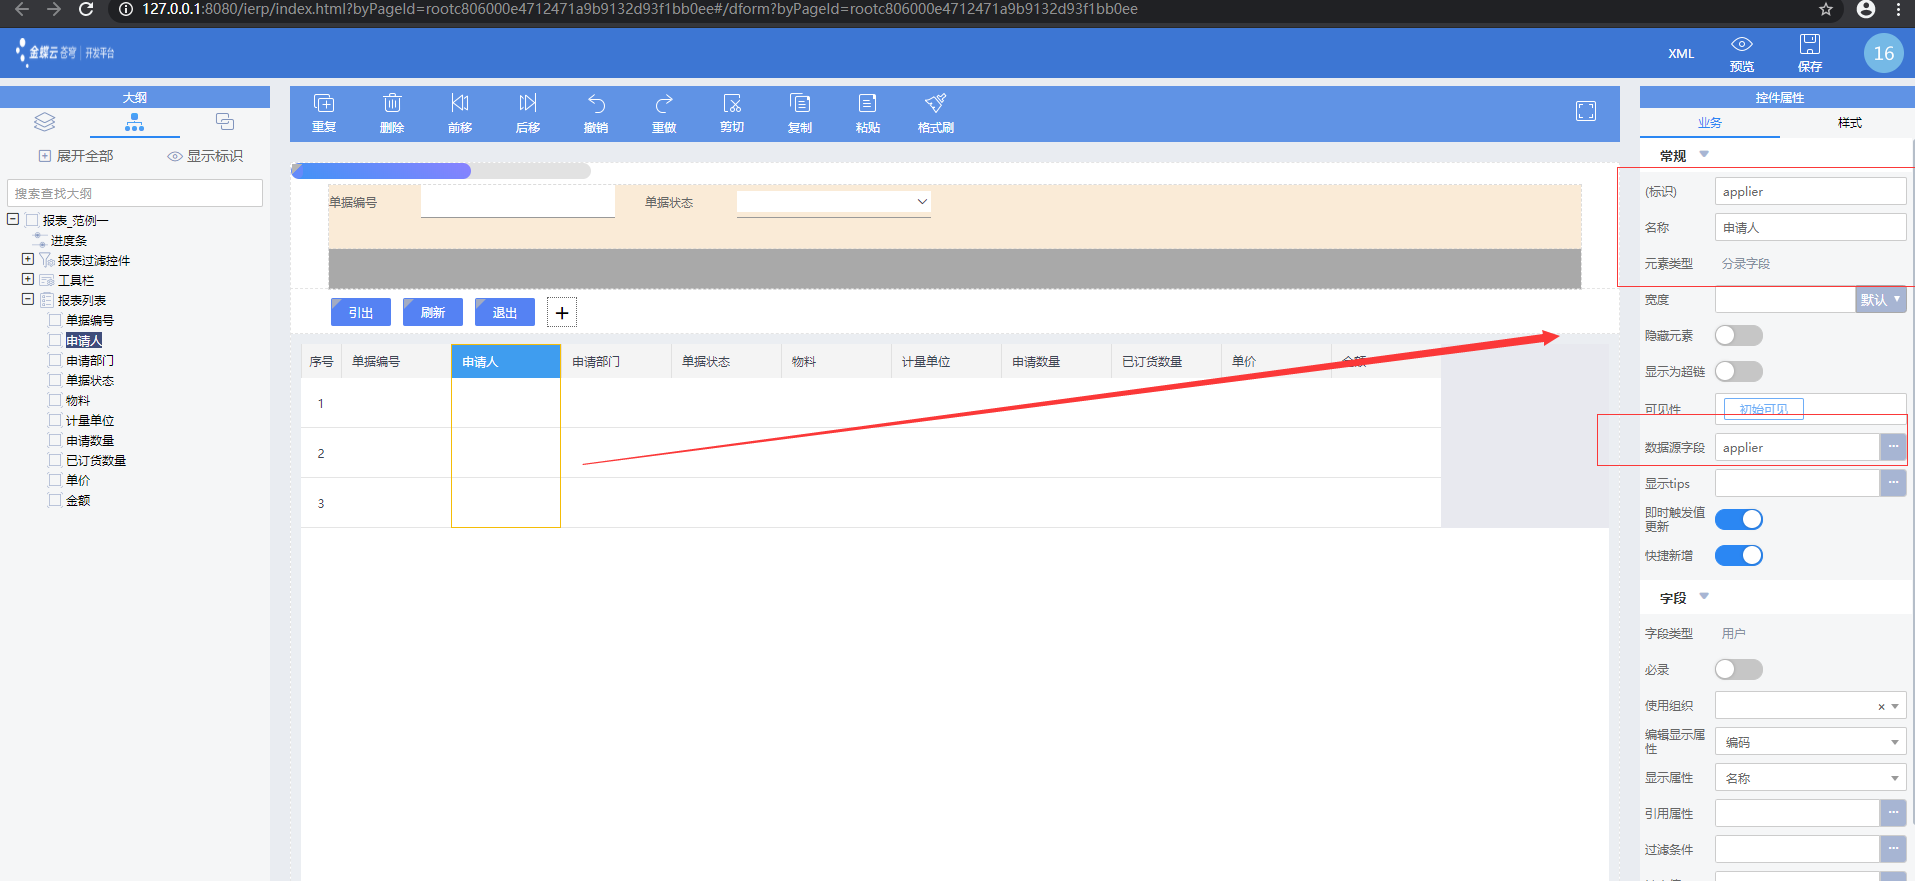 127.0.0.1:8080/ierp/index.html?byPageId=rootc806000e4712471a9b9132d93f1bb0ee#/dform?byPageId=rootc806000e4712471a9b9132d93f1bb0ee
金蝶云 苍穹 | 开发平台
XML
预览
保存
16
大纲
展开全部
显示标识
搜索查找大纲
报表_范例一
进度条
报表过滤控件
工具栏
报表列表
单据编号
申请人
申请部门
单据状态
物料
计量单位
申请数量
已订货数量
单价
金额
重复
删除
前移
后移
撤销
重做
剪切
复制
粘贴
格式刷
单据编号
单据状态
引出
刷新
退出
+
序号 单据编号 申请人 申请部门 单据状态 物料 计量单位 申请数量 已订货数量 单价 金额
1
2
3
控件属性
业务
样式
常规
(标识) applier
名称 申请人
元素类型 分录字段
宽度 默认
隐藏元素
显示为超链
可见性 初始可见
数据源字段 applier ...
显示tips ...
即时触发值
更新
快捷新增
字段
字段类型 用户
必录
使用组织 ×
编辑显示属
性 编码
显示属性 名称
引用属性 ...
过滤条件 ...